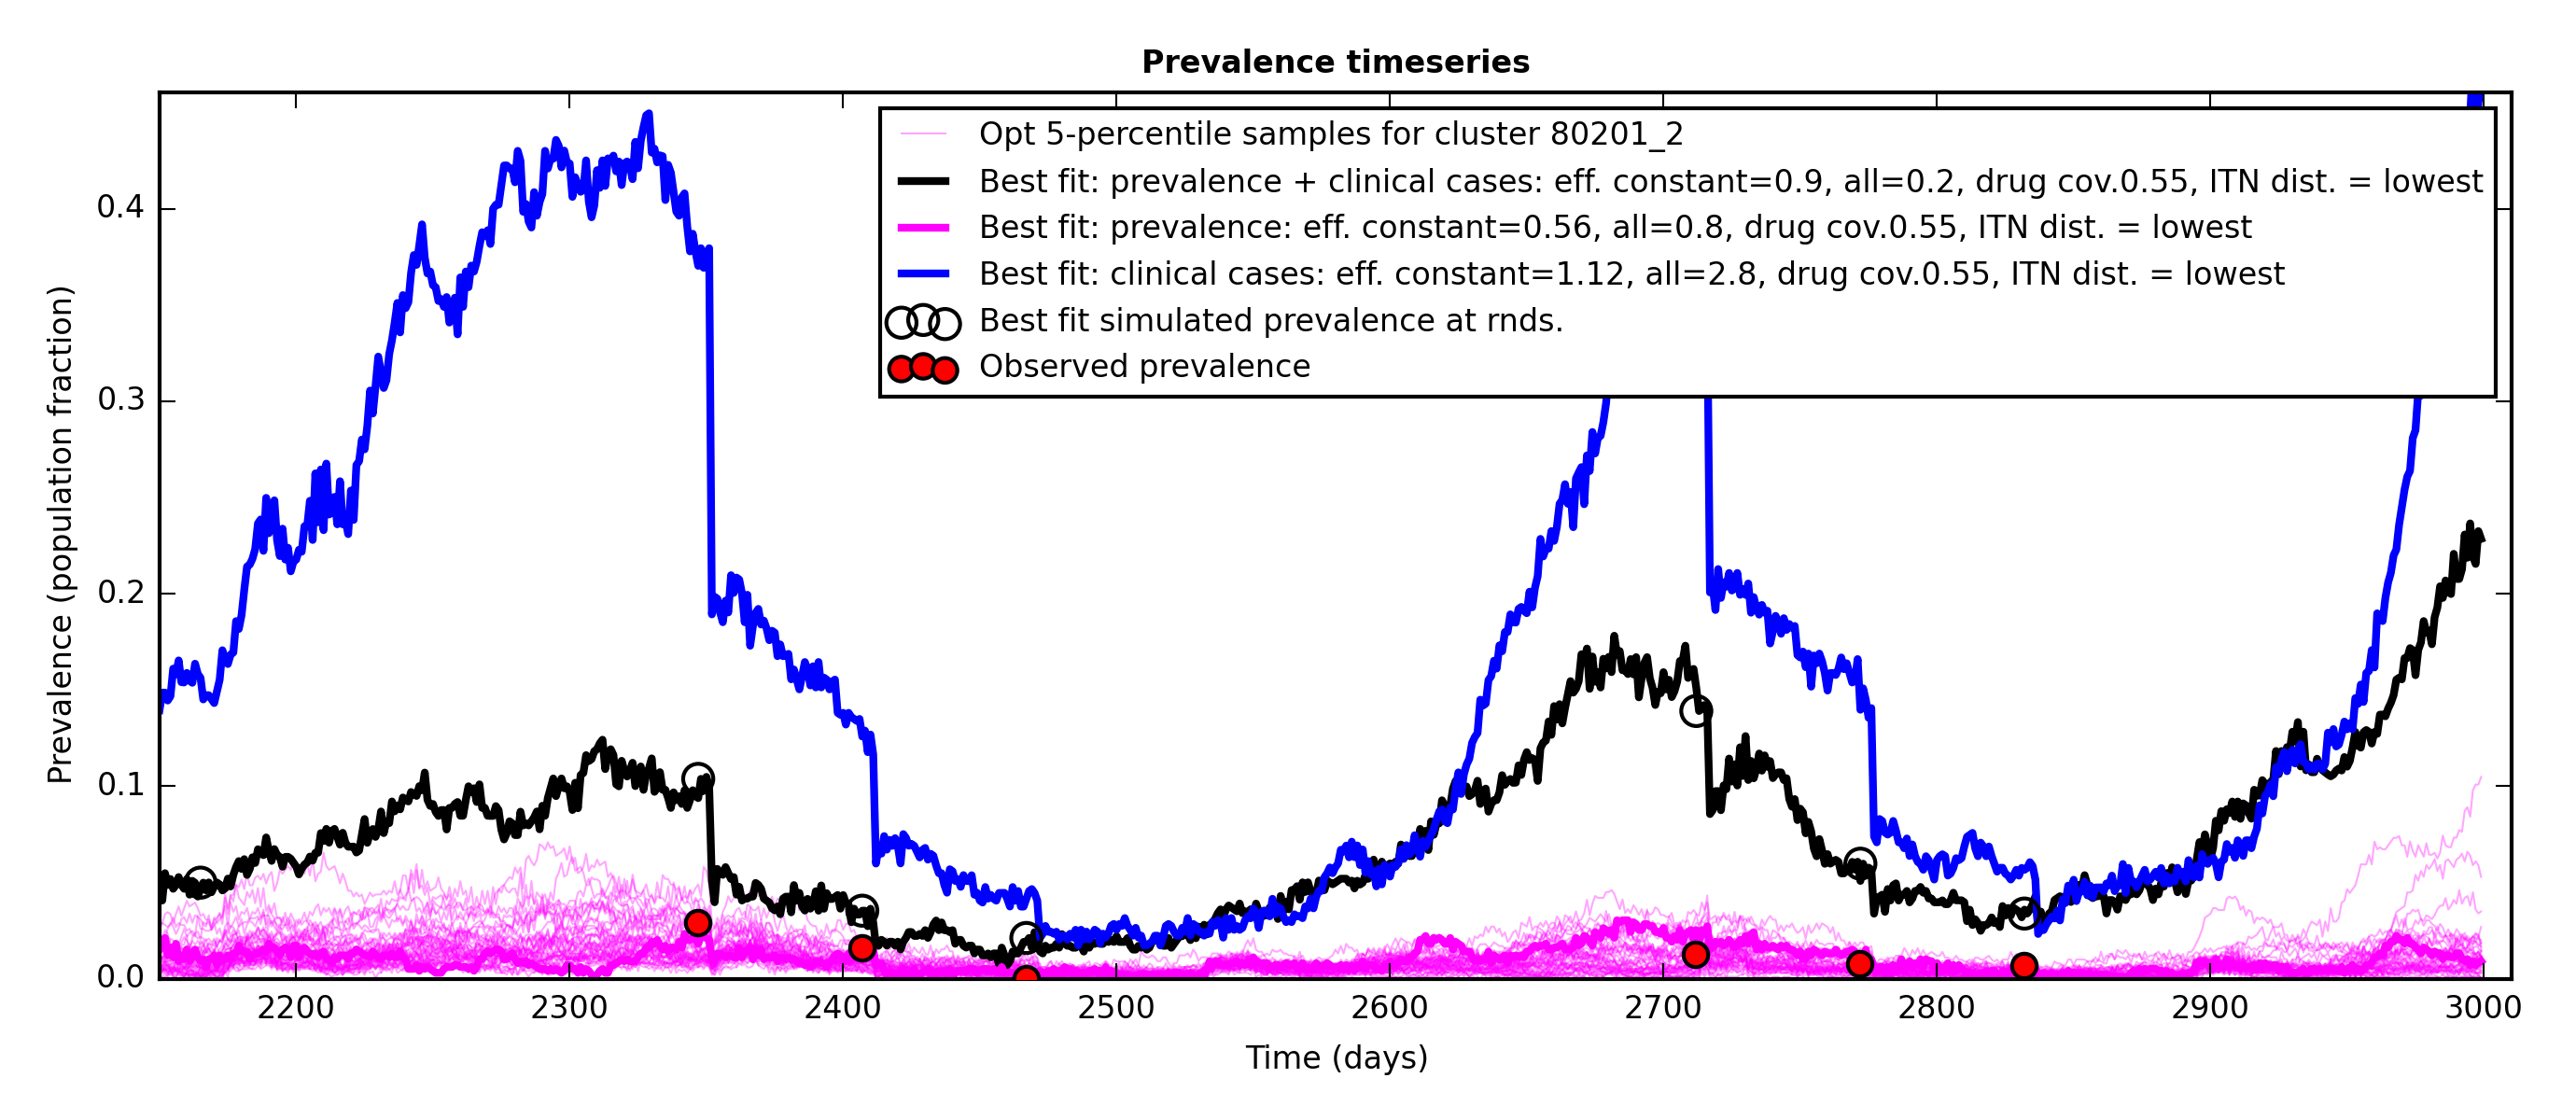 Prevalence timeseries
Prevalence (population fraction)
0.4
0.3
0.2
0.1
0.0
Opt 5-percentile samples for cluster 80201_2
Best fit: prevalence + clinical cases: eff. constant=0.9, all=0.2, drug cov.0.55, ITN dist. = lowest
Best fit: prevalence: eff. constant=0.56, all=0.8, drug cov.0.55, ITN dist. = lowest
Best fit: clinical cases: eff. constant=1.12, all=2.8, drug cov.0.55, ITN dist. = lowest
Best fit simulated prevalence at rnds.
Observed prevalence
2200 2300 2400 2500 2600 2700 2800 2900 3000
Time (days)